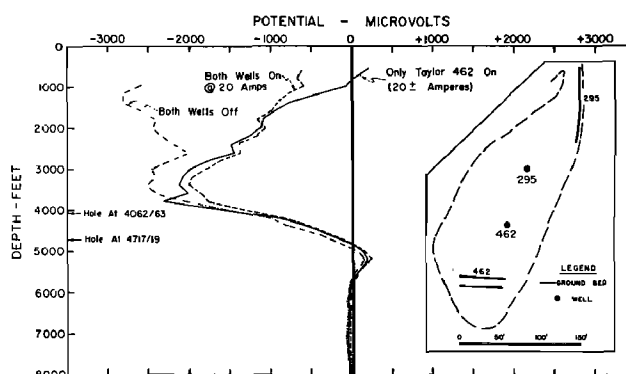 POTENTIAL - MICROVOLTS
-3000 -2000 -1000 0 +1000 +2000 +3000
DEPTH-FEET
0
1000
2000
3000
4000
5000
6000
7000
8000
Both Wells On
@ 20 Amps
Only Taylor 462 On
(20± Amperes)
Both Wells Off
Hole At 4062/63
Hole At 4717/19
295
295
462
462
LEGEND
GROUND BED
WELL
0 50' 100' 150'